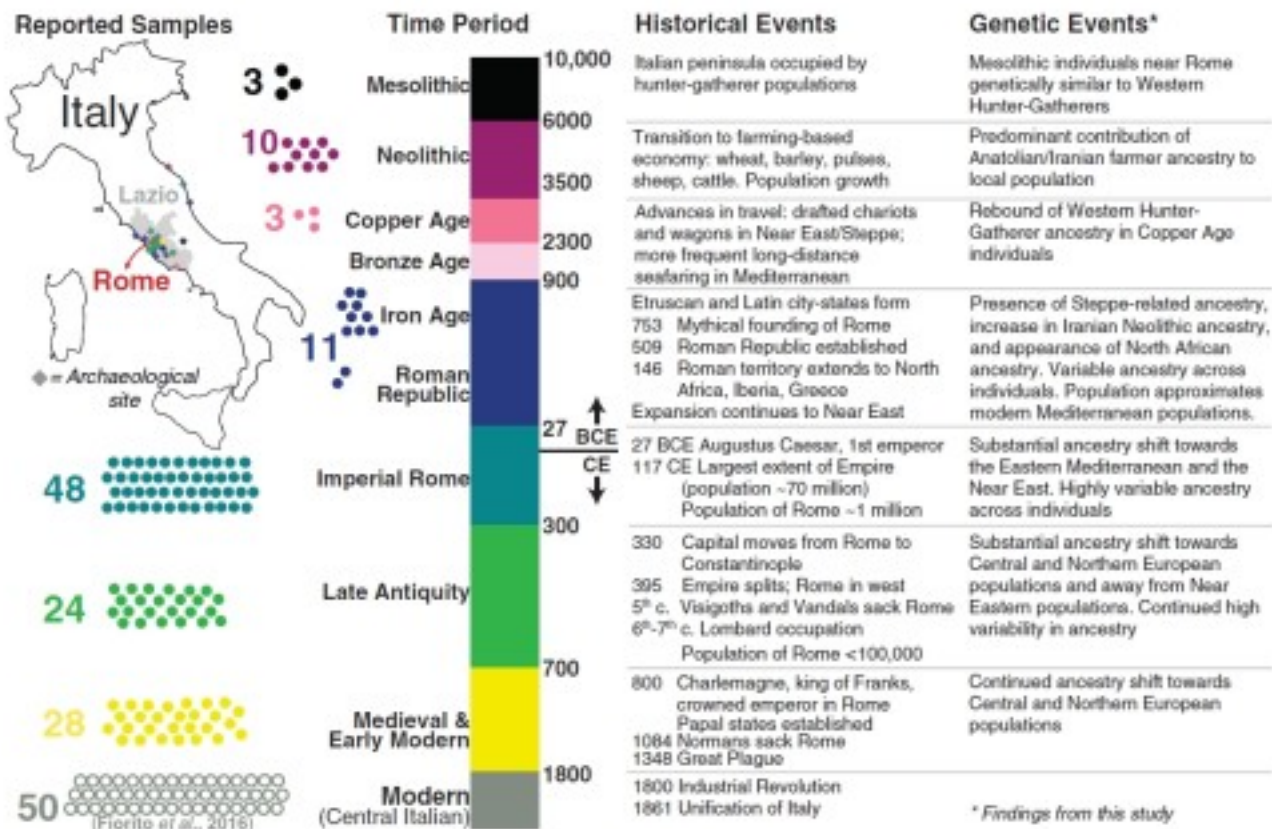 Reported Samples
Time Period
Historical Events
Genetic Events*
Italy
Lazio
Rome
= Archaeological
site
3
10
3
11
48
24
28
50
(Fiorito et al., 2016)
Mesolithic
Neolithic
Copper Age
Bronze Age
Iron Age
Roman
Republic
Imperial Rome
Late Antiquity
Medieval &
Early Modern
Modern
(Central Italian)
10,000
6000
3500
2300
900
27
BCE
CE
300
700
1800
Italian peninsula occupied by
hunter-gatherer populations
Mesolithic individuals near Rome
genetically similar to Western
Hunter-Gatherers
Transition to farming-based
economy: wheat, barley, pulses,
sheep, cattle. Population growth
Predominant contribution of
Anatolian/Iranian farmer ancestry to
local population
Advances in travel: drafted chariots
and wagons in Near East/Steppe;
more frequent long-distance
seafaring in Mediterranean
Rebound of Western Hunter-
Gatherer ancestry in Copper Age
individuals
Etruscan and Latin city-states form
753 Mythical founding of Rome
509 Roman Republic established
146 Roman territory extends to North
Africa, Iberia, Greece
Expansion continues to Near East
Presence of Steppe-related ancestry,
increase in Iranian Neolithic ancestry,
and appearance of North African
ancestry. Variable ancestry across
individuals. Population approximates
modern Mediterranean populations.
27 BCE Augustus Caesar, 1st emperor
117 CE Largest extent of Empire
(population ~70 million)
Population of Rome ~1 million
Substantial ancestry shift towards
the Eastern Mediterranean and the
Near East. Highly variable ancestry
across individuals
330 Capital moves from Rome to
Constantinople
395 Empire splits; Rome in west
5th c. Visigoths and Vandals sack Rome
6th-7th c. Lombard occupation
Population of Rome <100,000
Substantial ancestry shift towards
Central and Northern European
populations and away from Near
Eastern populations. Continued high
variability in ancestry
800 Charlemagne, king of Franks,
crowned emperor in Rome
Papal states established
1084 Normans sack Rome
1348 Great Plague
Continued ancestry shift towards
Central and Northern European
populations
1800 Industrial Revolution
1861 Unification of Italy
* Findings from this study